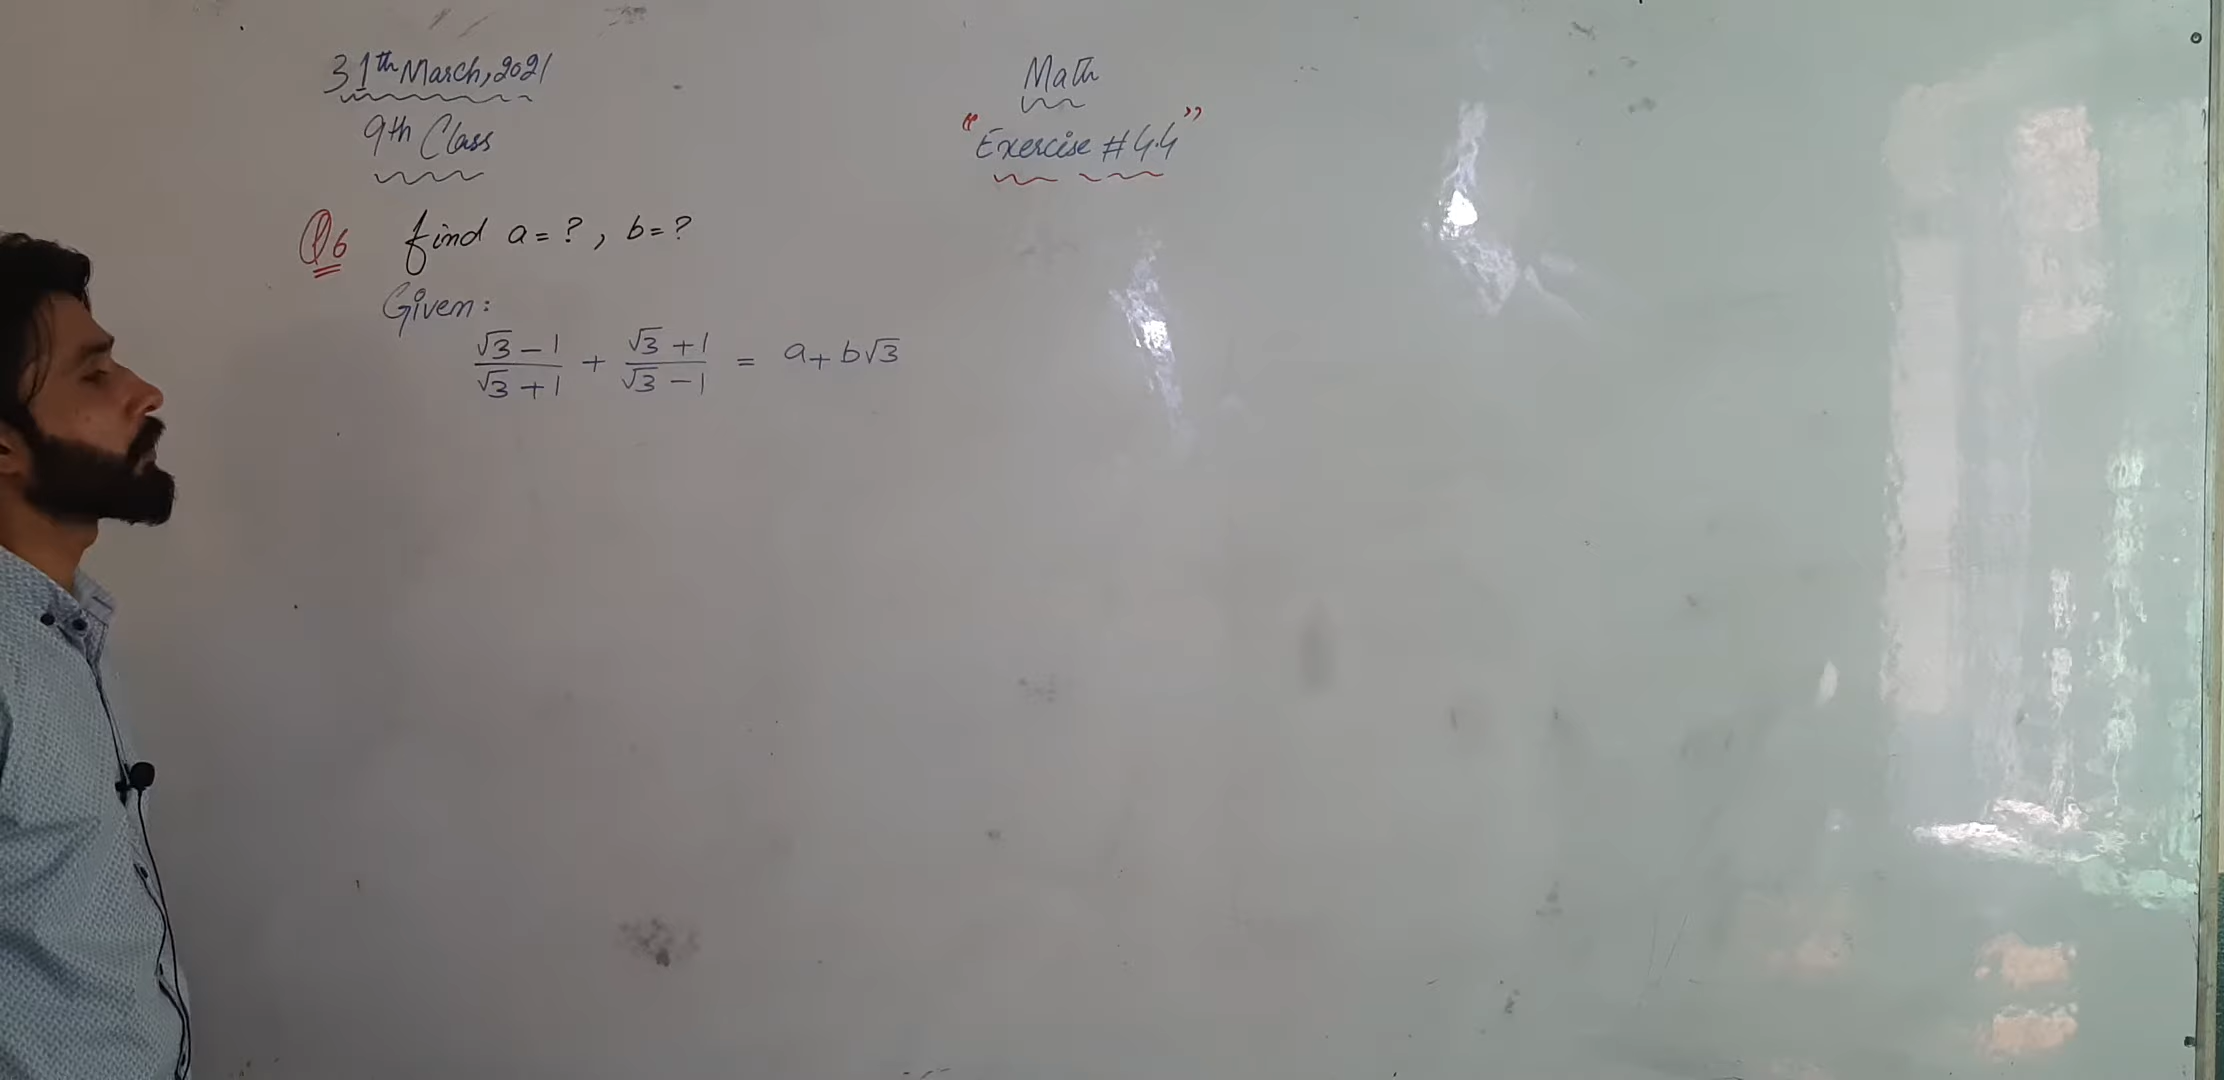 31th March, 2021
9th Class
Math
"Exercise # 4.4"
Q6 find a = ? , b = ?
Given:
√3 - 1 / √3 + 1 + √3 + 1 / √3 - 1 = a + b√3